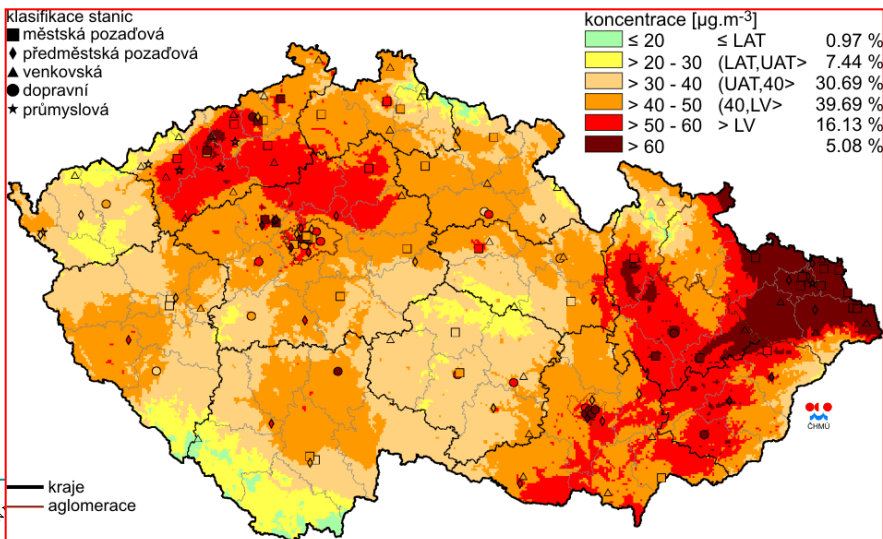 klasifikace stanic
městská pozaďová
předměstská pozaďová
venkovská
dopravní
průmyslová
koncentrace [µg.m-³]
≤ 20 ≤ LAT 0.97 %
> 20 - 30 (LAT,UAT> 7.44 %
> 30 - 40 (UAT,40> 30.69 %
> 40 - 50 (40,LV> 39.69 %
> 50 - 60 > LV 16.13 %
> 60 5.08 %
ČHMÚ
kraje
aglomerace